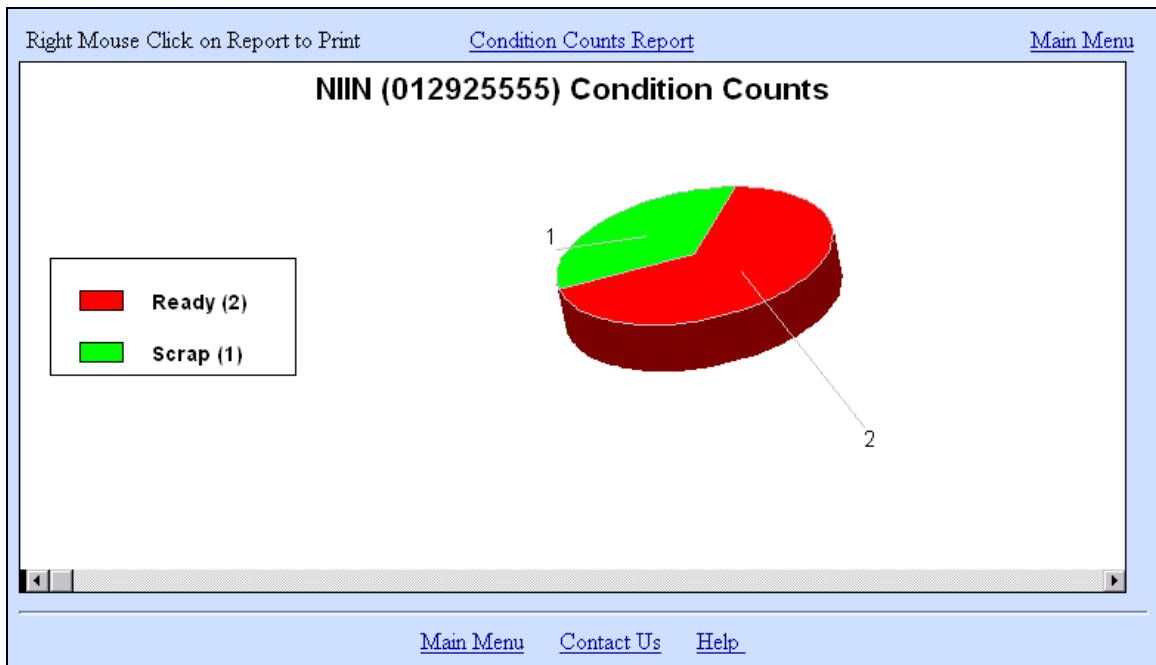 Right Mouse Click on Report to Print Condition Counts Report Main Menu
NIIN (012925555) Condition Counts
1
Ready (2)
Scrap (1)
2
Main Menu Contact Us Help